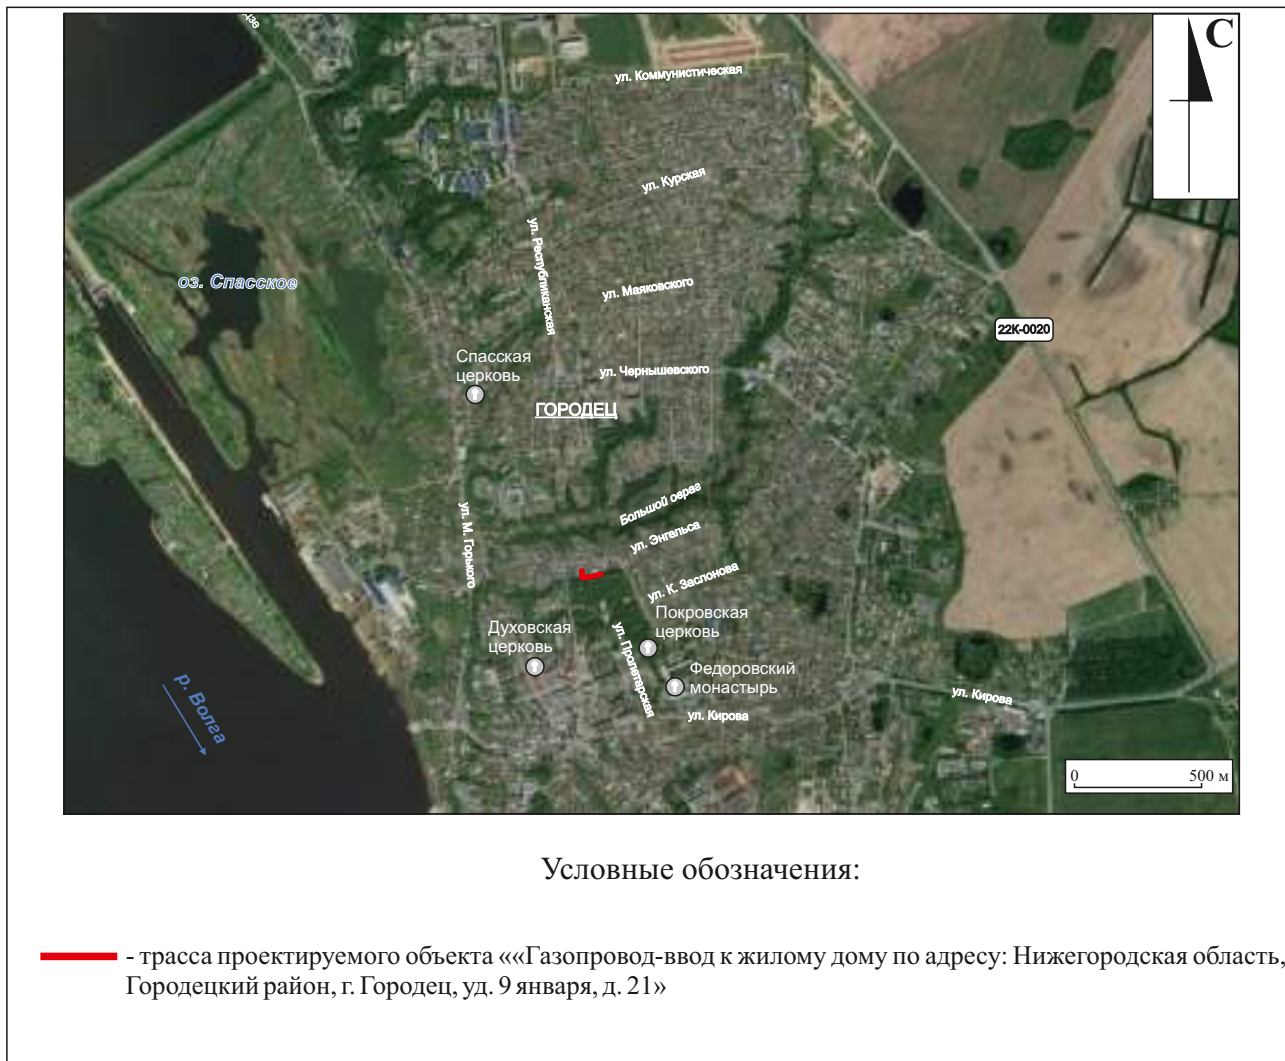 С
ул. Коммунистическая
ул. Курская
ул. Республиканская
оз. Спасское
ул. Маяковского
22К-0020
Спасская
церковь
ул. Чернышевского
ГОРОДЕЦ
Большой овраг
ул. М. Горького
ул. Энгельса
ул. К. Заслонова
Покровская
церковь
Духовская
церковь
ул. Пролетарская
Федоровский
монастырь
р. Волга
ул. Кирова
ул. Кирова
0 500 м
Условные обозначения:
- трасса проектируемого объекта ««Газопровод-ввод к жилому дому по адресу: Нижегородская область,
Городецкий район, г. Городец, уд. 9 января, д. 21»